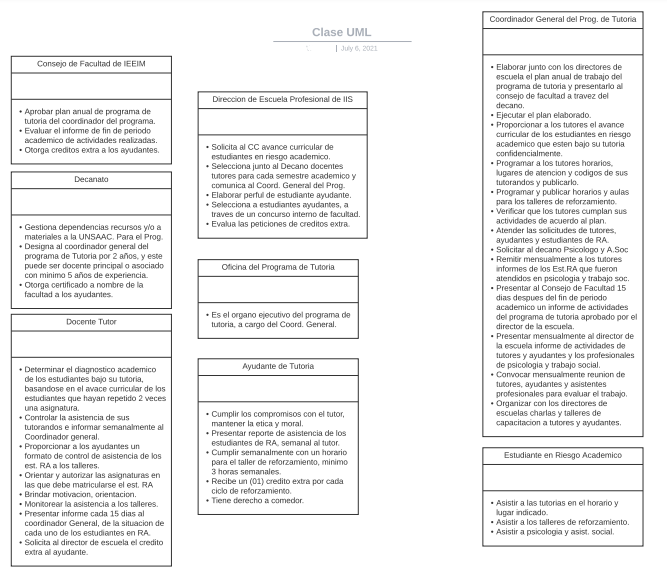 Clase UML
July 6, 2021
Consejo de Facultad de IEEIM
• Aprobar plan anual de programa de
tutoria del coordinador del programa.
• Evaluar el informe de fin de periodo
academico de actividades realizadas.
• Otorga creditos extra a los ayudantes.
Decanato
• Gestiona dependencias recursos y/o a
materiales a la UNSAAC. Para el Prog.
• Designa al coordinador general del
programa de Tutoria por 2 años, y este
puede ser docente principal o asociado
con minimo 5 años de experiencia.
• Otorga certificado a nombre de la
facultad a los ayudantes.
Docente Tutor
• Determinar el diagnostico academico
de los estudiantes bajo su tutoria,
basandose en el avace curricular de los
estudiantes que hayan repetido 2 veces
una asignatura.
• Controlar la asistencia de sus
tutorandos e informar semanalmente al
Coordinador general.
• Proporcionar a los ayudantes un
formato de control de asistencia de los
est. RA a los talleres.
• Orientar y autorizar las asignaturas en
las que debe matricularse el est. RA
• Brindar motivacion, orientacion.
• Monitorear la asistencia a los talleres.
• Presentar informe cada 15 dias al
coordinador General, de la situacion de
cada uno de los estudiantes en RA.
• Solicita al director de escuela el credito
extra al ayudante.
Direccion de Escuela Profesional de IIS
• Solicita al CC avance curricular de
estudiantes en riesgo academico.
• Selecciona junto al Decano docentes
tutores para cada semestre academico y
comunica al Coord. General del Prog.
• Elaborar perful de estudiante ayudante.
• Selecciona a estudiantes ayudantes, a
traves de un concurso interno de facultad.
• Evalua las peticiones de creditos extra.
Oficina del Programa de Tutoria
• Es el organo ejecutivo del programa de
tutoria, a cargo del Coord. General.
Ayudante de Tutoria
• Cumplir los compromisos con el tutor,
mantener la etica y moral.
• Presentar reporte de asistencia de los
estudiantes de RA, semanal al tutor.
• Cumplir semanalmente con un horario
para el taller de reforzamiento, minimo
3 horas semanales.
• Recibe un (01) credito extra por cada
ciclo de reforzamiento.
• Tiene derecho a comedor.
Coordinador General del Prog. de Tutoria
• Elaborar junto con los directores de
escuela el plan anual de trabajo del
programa de tutoria y presentarlo al
consejo de facultad a travez del
decano.
• Ejecutar el plan elaborado.
• Proporcionar a los tutores el avance
curricular de los estudiantes en riesgo
academico que esten bajo su tutoria
confidencialmente.
• Programar a los tutores horarios,
lugares de atencion y codigos de sus
tutorandos y publicarlo.
• Programar y publicar horarios y aulas
para los talleres de reforzamiento.
• Verificar que los tutores cumplan sus
actividades de acuerdo al plan.
• Atender las solicitudes de tutores,
ayudantes y estudiantes de RA.
• Solicitar al decano Psicologo y A.Soc
• Remitir mensualmente a los tutores
informes de los Est.RA que fueron
atendidos en psicologia y trabajo soc.
• Presentar al Consejo de Facultad 15
dias despues del fin de periodo
academico un informe de actividades
del programa de tutoria aprobado por el
director de la escuela.
• Presentar mensualmente al director de
la escuela informe de actividades de
tutores y ayudantes y los profesionales
de psicologia y trabajo social.
• Convocar mensualmente reunion de
tutores, ayudantes y asistentes
profesionales para evaluar el trabajo.
• Organizar con los directores de
escuelas charlas y talleres de
capacitacion a tutores y ayudantes.
Estudiante en Riesgo Academico
• Asistir a las tutorias en el horario y
lugar indicado.
• Asistir a los talleres de reforzamiento.
• Asistir a psicologia y asist. social.